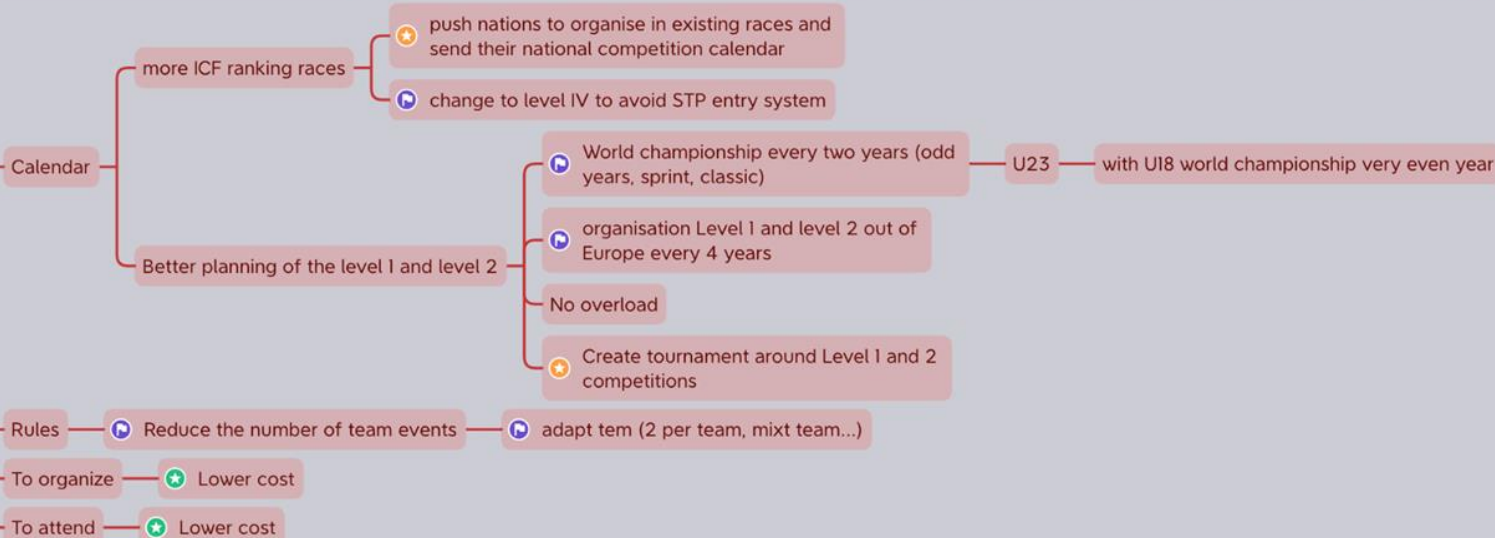 push nations to organise in existing races and
send their national competition calendar
more ICF ranking races
change to level IV to avoid STP entry system
World championship every two years (odd
years, sprint, classic)
U23
with U18 world championship very even year
Calendar
organisation Level 1 and level 2 out of
Europe every 4 years
Better planning of the level 1 and level 2
No overload
Create tournament around Level 1 and 2
competitions
Rules
Reduce the number of team events
adapt tem (2 per team, mixt team...)
To organize
Lower cost
To attend
Lower cost